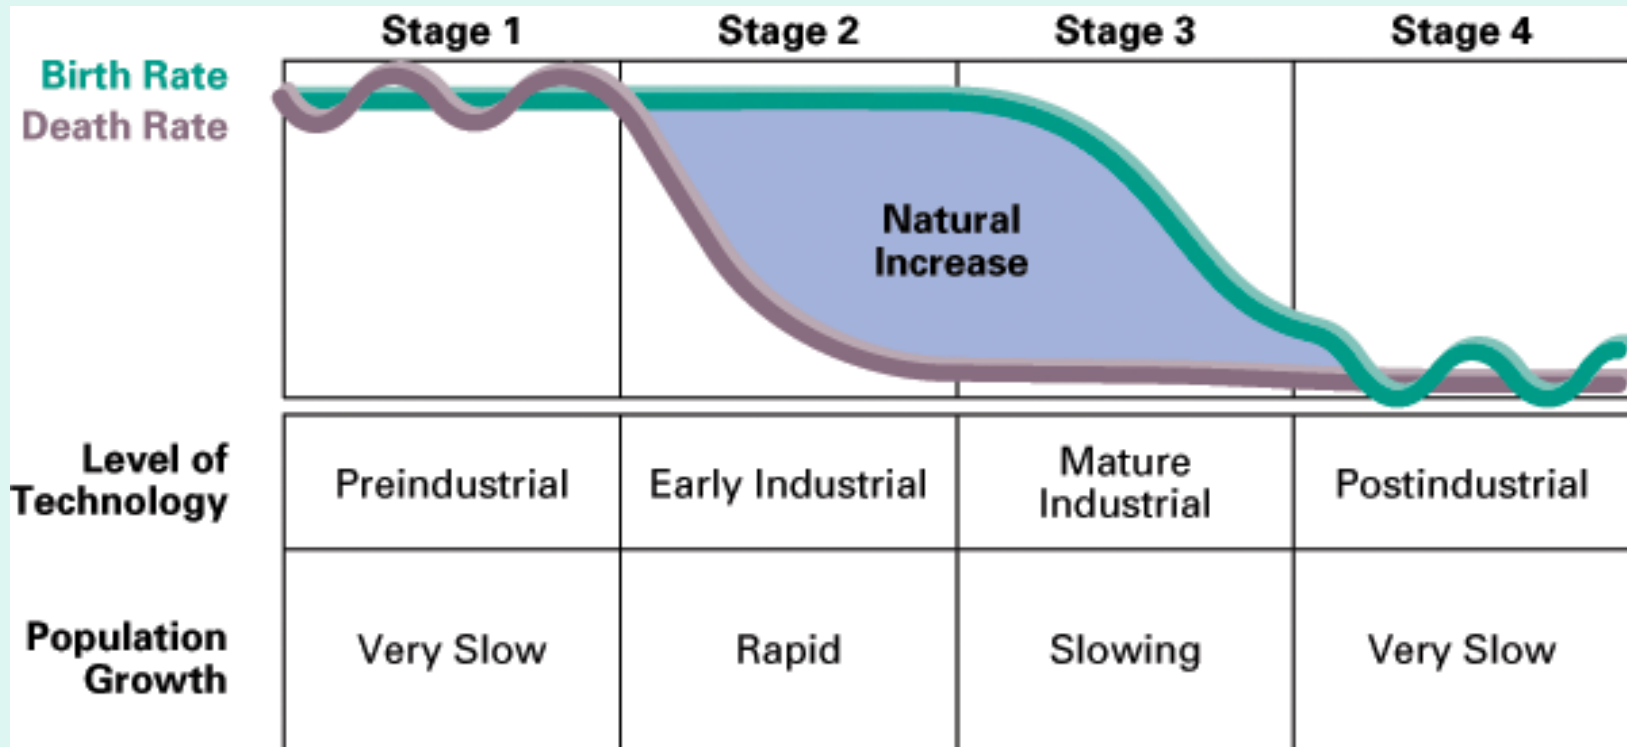 Stage 1
Stage 2
Stage 3
Stage 4
Birth Rate
Death Rate
Natural
Increase
Level of
Technology
Preindustrial
Early Industrial
Mature
Industrial
Postindustrial
Population
Growth
Very Slow
Rapid
Slowing
Very Slow